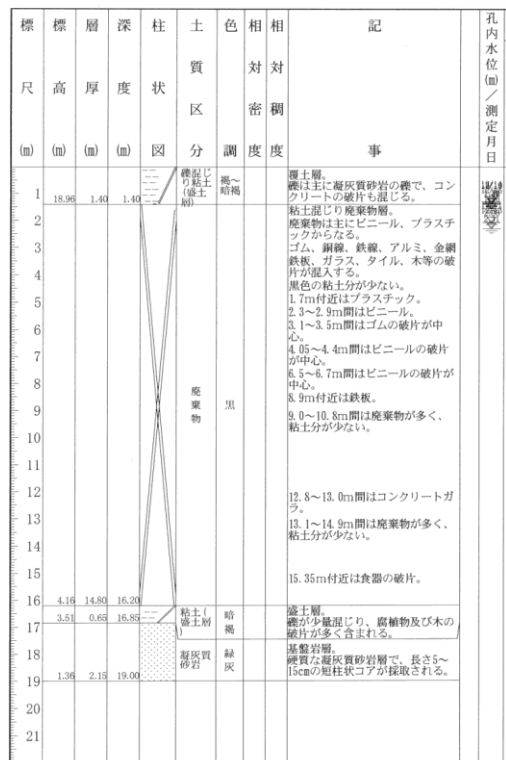 標尺(m) 標高(m) 層厚(m) 深度(m) 柱状図 土質区分 色調 相対密度 相対稠度 記事 孔内水位(m)/測定月日
18.96 1.40 1.40
礫混じ
り粘土
(盛土
層)
褐~
暗褐
覆土層。
礫は主に凝灰質砂岩の礫で、コン
クリートの破片も混じる。
粘土混じり廃棄物層。
廃棄物は主にビニール、プラスチ
ックからなる。
ゴム、銅線、鉄線、アルミ、金網
鉄板、ガラス、タイル、木等の破
片が混入する。
黒色の粘土分が少ない。
1.7m付近はプラスチック。
2.3~2.9m間はビニール。
3.1~3.5m間はゴムの破片が中
心。
4.05~4.4m間はビニールの破片
が中心。
6.5~6.7m間はビニールの破片が
中心。
8.9m付近は鉄板。
9.0~10.8m間は廃棄物が多く、
粘土分が少ない。
12.8~13.0m間はコンクリートガ
ラ。
13.1~14.9m間は廃棄物が多く、
粘土分が少ない。
15.35m付近は食器の破片。
廃棄物
黒
4.16 14.80 16.20
粘土(
盛土層
)
暗褐
盛土層。
礫が少量混じり、腐植物及び木の
破片が多く含まれる。
3.51 0.65 16.85
凝灰質
砂岩
緑灰
基盤岩層。
硬質な凝灰質砂岩層で、長さ5~
15cmの短柱状コアが採取される。
1.36 2.15 19.00
1
2
3
4
5
6
7
8
9
10
11
12
13
14
15
16
17
18
19
20
21